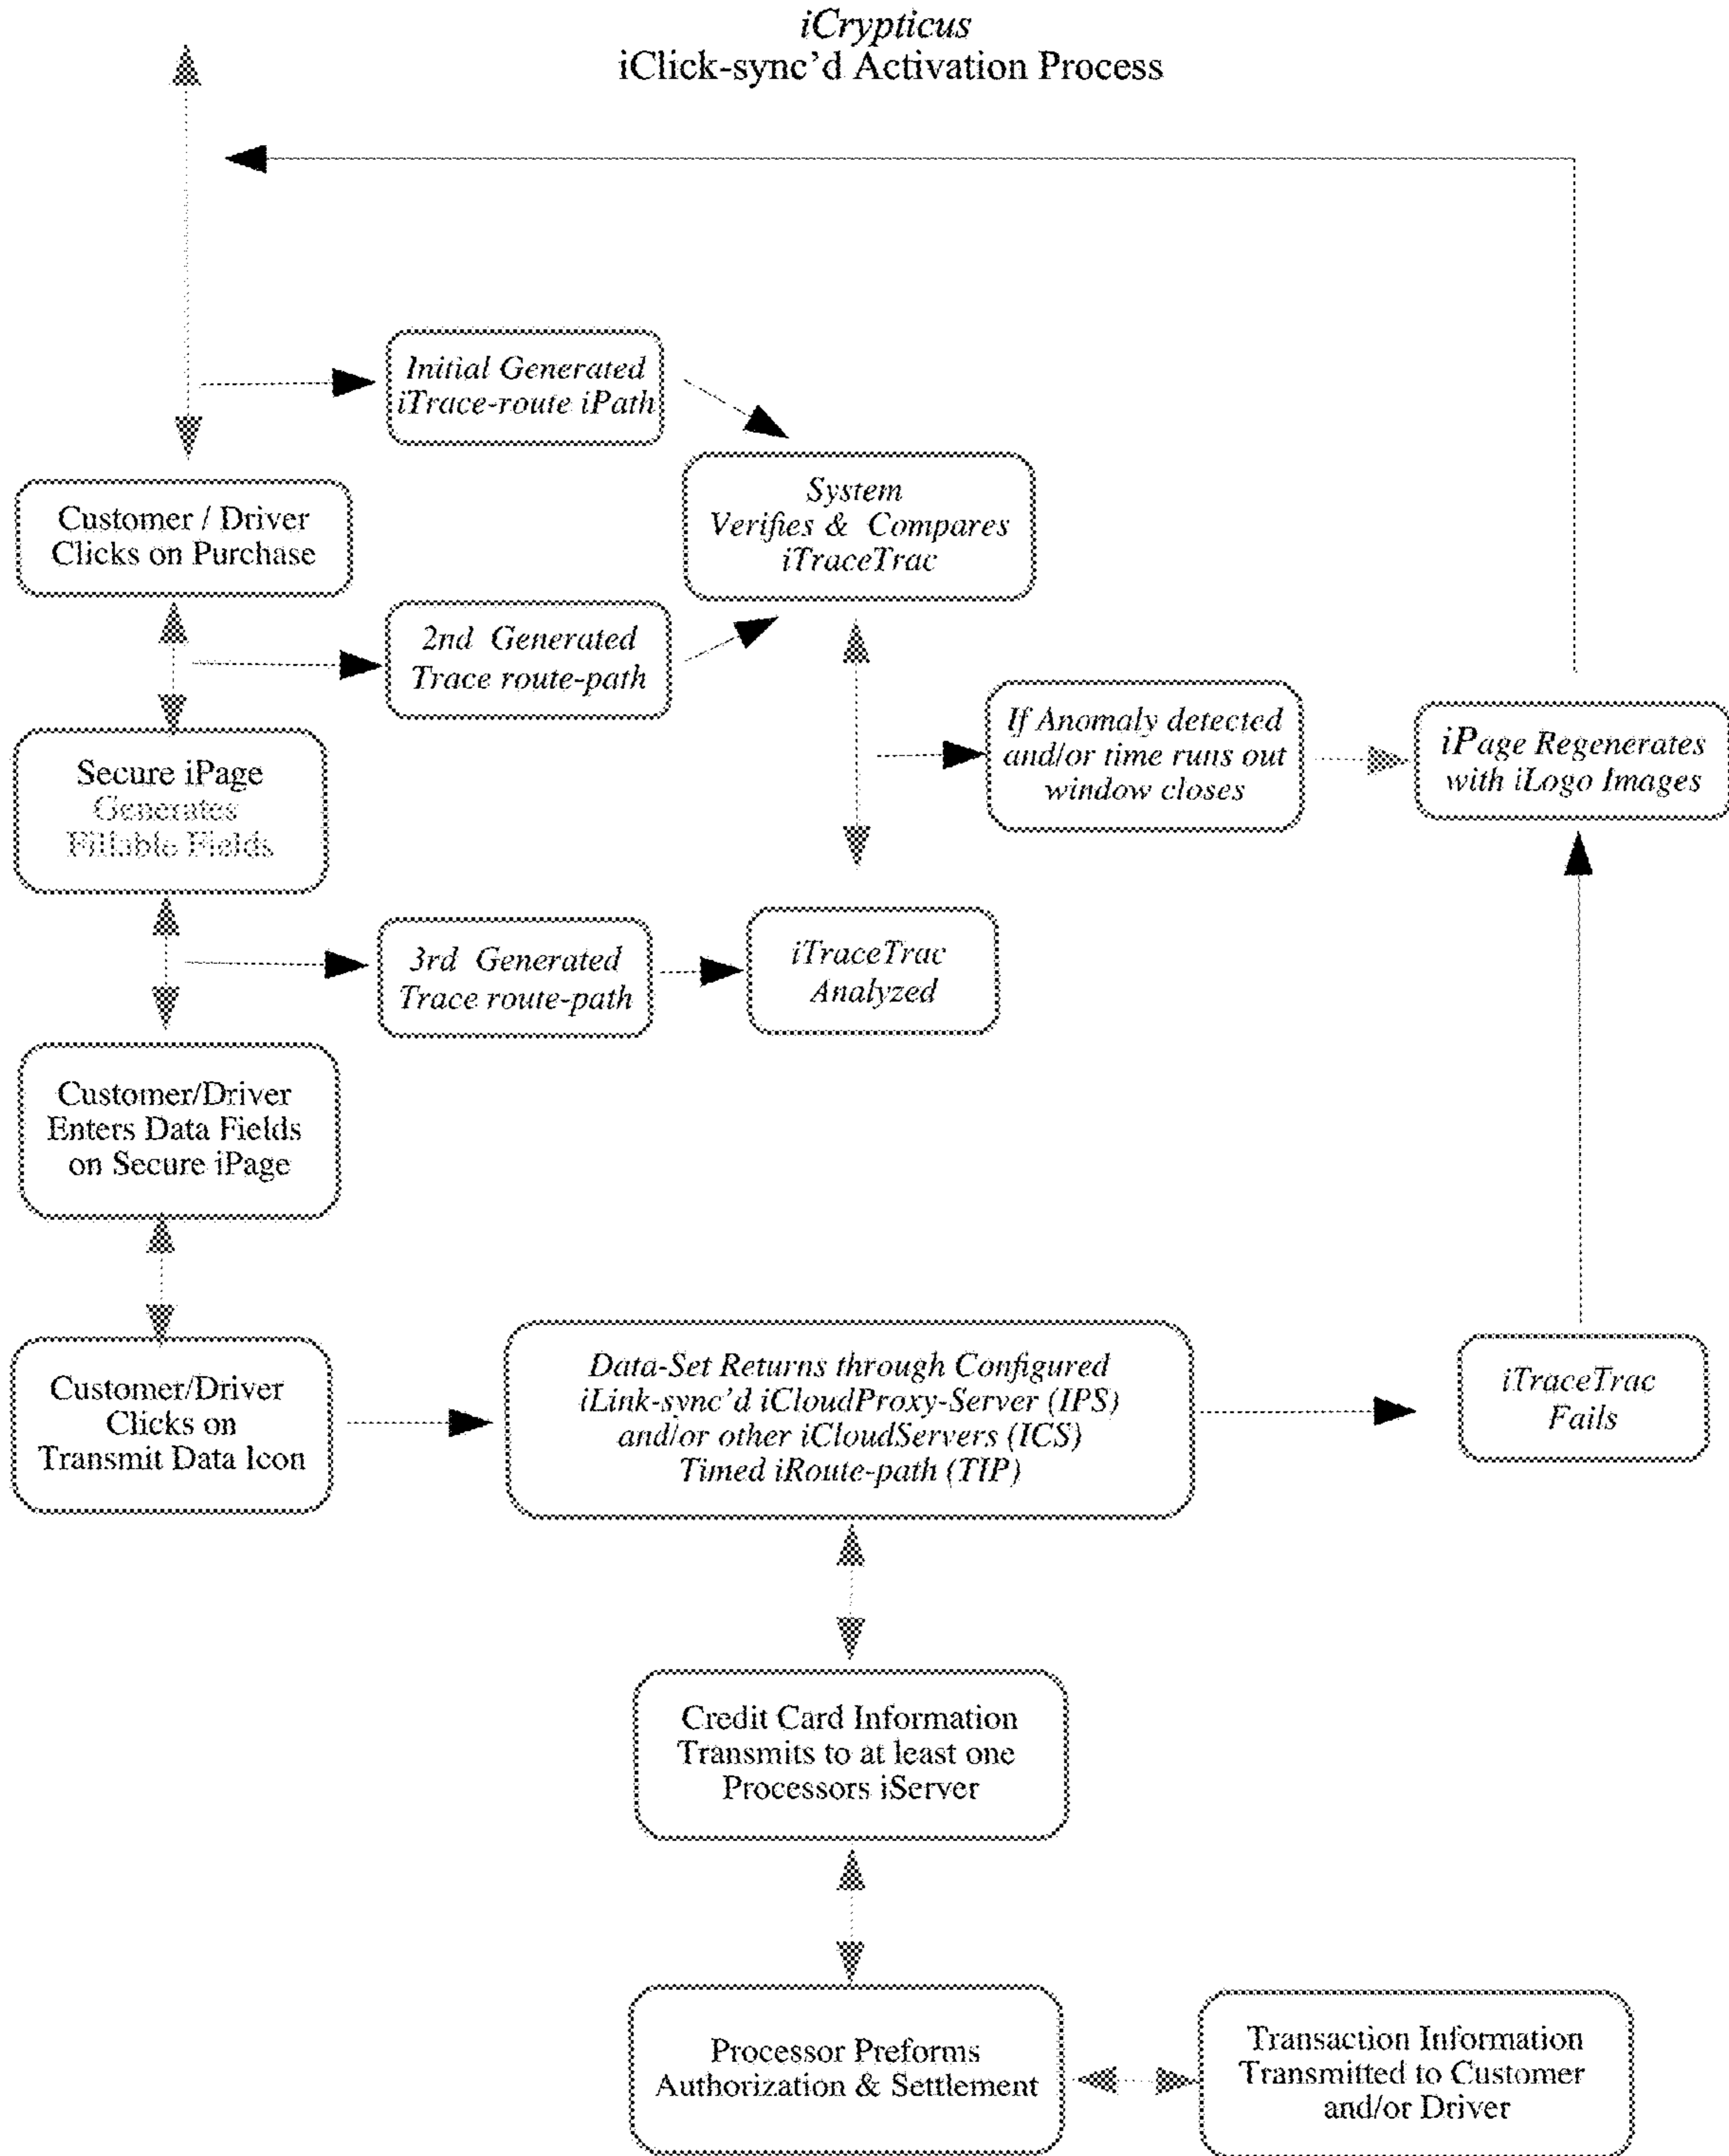 iCrypticus
iClick-sync’d Activation Process
Initial Generated
iTrace-route iPath
System
Verifies & Compares
iTraceTrac
Customer / Driver
Clicks on Purchase
2nd Generated
Trace route-path
If Anomaly detected
and/or time runs out
window closes
iPage Regenerates
with iLogo Images
Secure iPage
Generates
Fillable Fields
3rd Generated
Trace route-path
iTraceTrac
Analyzed
Customer/Driver
Enters Data Fields
on Secure iPage
Customer/Driver
Clicks on
Transmit Data Icon
Data-Set Returns through Configured
iLink-sync’d iCloudProxy-Server (IPS)
and/or other iCloudServers (ICS)
Timed iRoute-path (TIP)
iTraceTrac
Fails
Credit Card Information
Transmits to at least one
Processors iServer
Processor Preforms
Authorization & Settlement
Transaction Information
Transmitted to Customer
and/or Driver